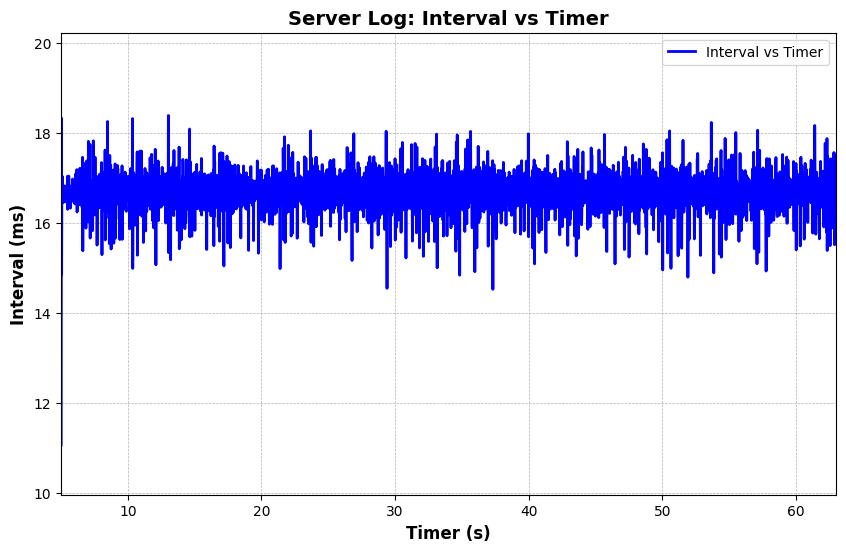 Server Log: Interval vs Timer
Interval vs Timer
20
18
16
14
12
10
Interval (ms)
10 20 30 40 50 60
Timer (s)